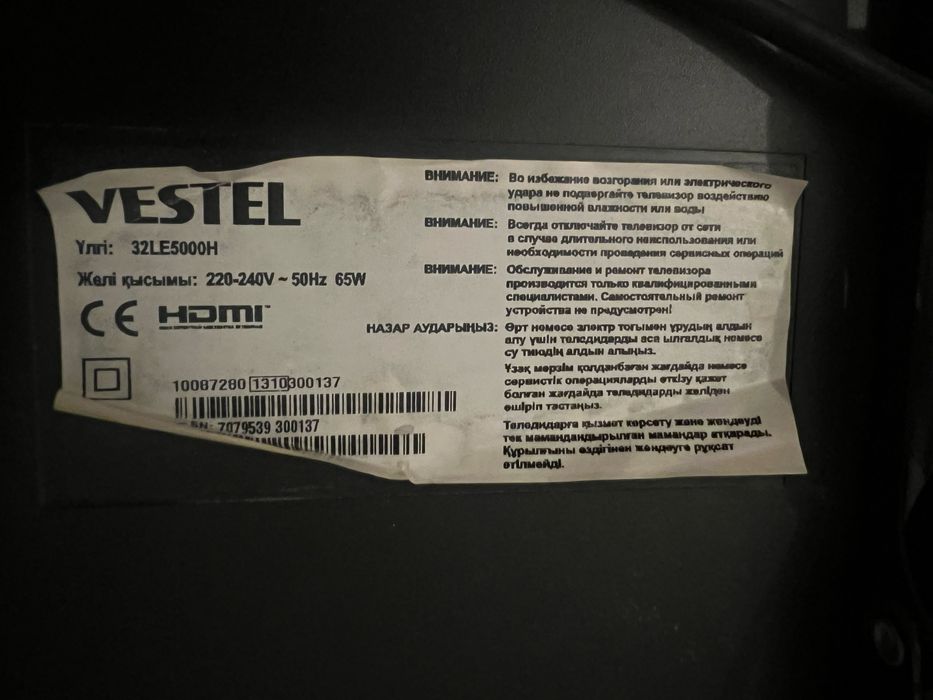 VESTEL
Үлгі: 32LE5000H
Желі қысымы: 220-240V ~ 50Hz 65W
CE HDMI
10087280 1310300137
SN: 7079539 300137
ВНИМАНИЕ: Во избежание возгорания или электрического
удара не подвергайте телевизор воздействию
повышенной влажности или воды
ВНИМАНИЕ: Всегда отключайте телевизор от сети
в случае длительного неиспользования или
необходимости проведения сервисных операций
ВНИМАНИЕ: Обслуживание и ремонт телевизора
производится только квалифицированными
специалистами. Самостоятельный ремонт
устройства не предусмотрен!
НАЗАР АУДАРЫҢЫЗ: Өрт немесе электр тогымен ұрудың алдын
алу үшін теледидарды аса ылғалдық немесе
су тиюдің алдын алыңыз.
Ұзақ мерзім қолданбаған жағдайда немесе
сервистік операцияларды өткізу қажет
болған жағдайда теледидарды желіден
өшіріп тастаңыз.
Теледидарға қызмет көрсету және жөндеуді
тек мамандандырылған мамандар атқарады.
Құрылғыны өздігінен жөндеуге рұқсат
етілмейді.